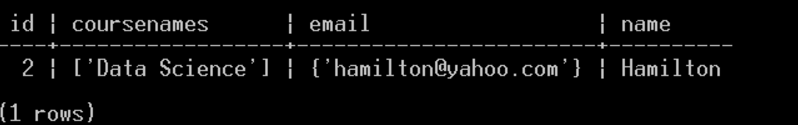 id | coursenames | email | name
----+------------------+-------------------------+----------
2 | ['Data Science'] | {'hamilton@yahoo.com'} | Hamilton
(1 rows)